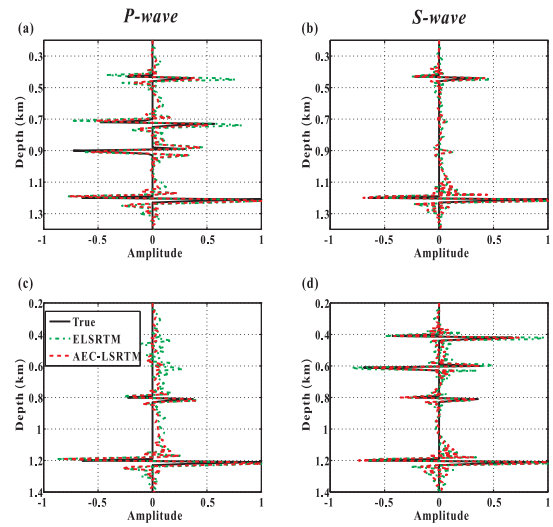 P-wave
S-wave
(a)
(b)
0.3
0.5
0.7
0.9
1.1
1.3
Depth (km)
-1
-0.5
0
0.5
1
Amplitude
0.3
0.5
0.7
0.9
1.1
1.3
Depth (km)
-1
-0.5
0
0.5
1
Amplitude
(c)
(d)
True
ELSRTM
AEC-LSRTM
0.2
0.4
0.6
0.8
1
1.2
1.4
Depth (km)
-1
-0.5
0
0.5
1
Amplitude
0.2
0.4
0.6
0.8
1
1.2
1.4
Depth (km)
-1
-0.5
0
0.5
1
Amplitude